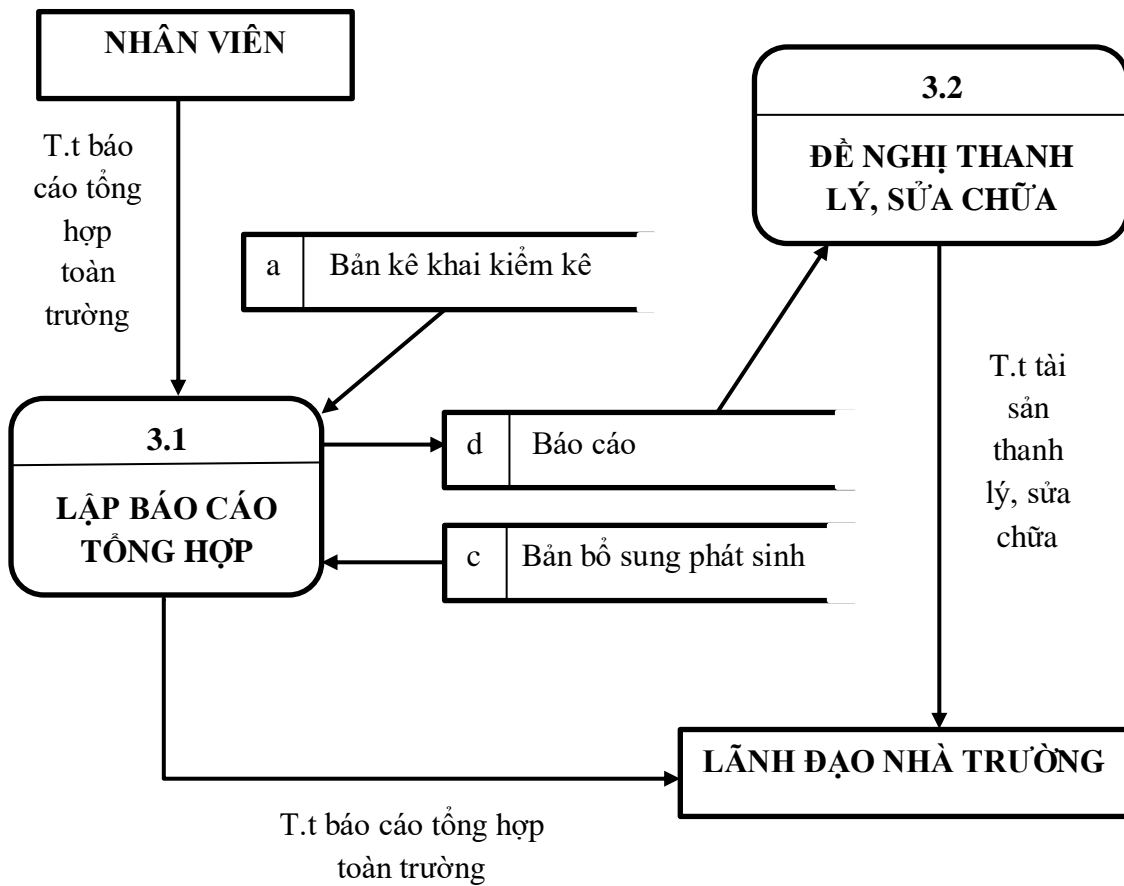 NHÂN VIÊN
3.2
ĐỀ NGHỊ THANH
LÝ, SỬA CHỮA
T.t báo
cáo tổng
hợp
toàn
trường
a Bản kê khai kiểm kê
T.t tài
sản
thanh
lý, sửa
chữa
3.1
LẬP BÁO CÁO
TỔNG HỢP
d Báo cáo
c Bản bổ sung phát sinh
LÃNH ĐẠO NHÀ TRƯỜNG
T.t báo cáo tổng hợp
toàn trường